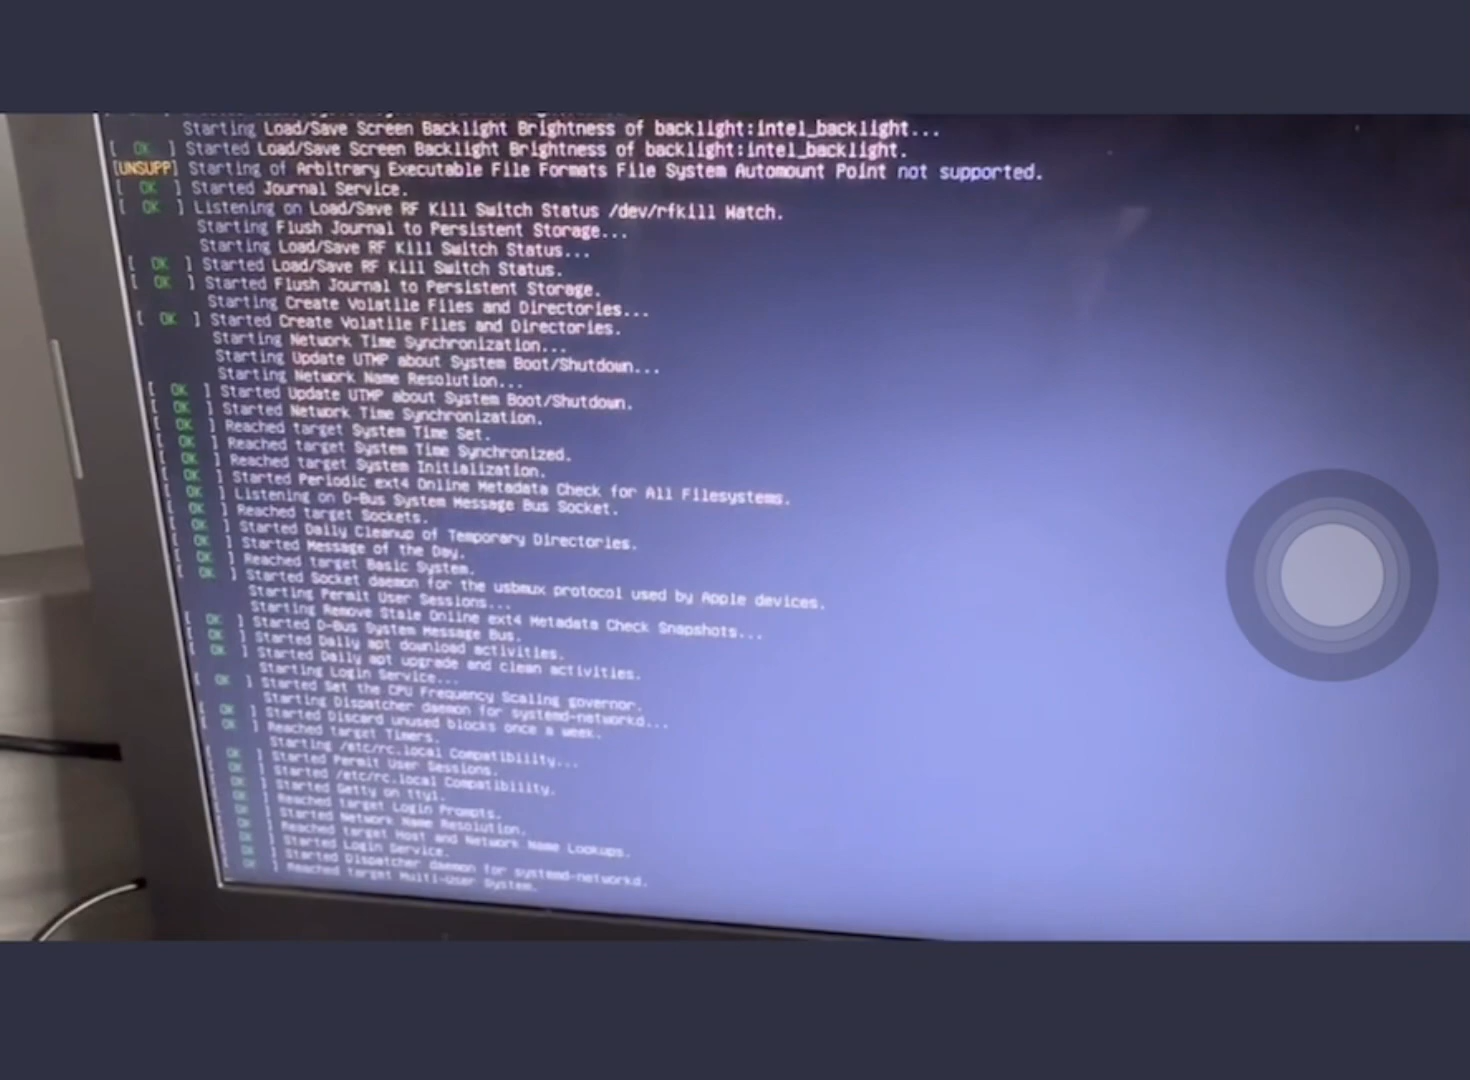 Starting Load/Save Screen Backlight Brightness of backlight:intel_backlight...
[ OK ] Started Load/Save Screen Backlight Brightness of backlight:intel_backlight.
[UNSUPP] Starting of Arbitrary Executable File Formats File System Automount Point not supported.
[ OK ] Started Journal Service.
[ OK ] Listening on Load/Save RF Kill Switch Status /dev/rfkill Watch.
Starting Flush Journal to Persistent Storage...
Starting Load/Save RF Kill Switch Status...
[ OK ] Started Load/Save RF Kill Switch Status.
[ OK ] Started Flush Journal to Persistent Storage.
Starting Create Volatile Files and Directories...
[ OK ] Started Create Volatile Files and Directories.
Starting Network Time Synchronization...
Starting Update UTMP about System Boot/Shutdown...
Starting Network Name Resolution...
[ OK ] Started Update UTMP about System Boot/Shutdown.
[ OK ] Started Network Time Synchronization.
[ OK ] Reached target System Time Set.
[ OK ] Reached target System Time Synchronized.
[ OK ] Reached target System Initialization.
[ OK ] Started Periodic ext4 Online Metadata Check for All Filesystems.
[ OK ] Listening on D-Bus System Message Bus Socket.
[ OK ] Reached target Sockets.
[ OK ] Started Daily Cleanup of Temporary Directories.
[ OK ] Started Message of the Day.
[ OK ] Reached target Basic System.
[ OK ] Started Socket daemon for the usbmux protocol used by Apple devices.
Starting Permit User Sessions...
Starting Remove Stale Online ext4 Metadata Check Snapshots...
[ OK ] Started D-Bus System Message Bus.
[ OK ] Started Daily apt download activities.
[ OK ] Started Daily apt upgrade and clean activities.
Starting Login Service...
[ OK ] Started Set the CPU Frequency Scaling governor.
Starting Dispatcher daemon for systemd-networkd...
[ OK ] Started Discard unused blocks once a week.
[ OK ] Reached target Timers.
Starting /etc/rc.local Compatibility...
[ OK ] Started Permit User Sessions.
[ OK ] Started /etc/rc.local Compatibility.
[ OK ] Started Getty on tty1.
[ OK ] Reached target Login Prompts.
[ OK ] Started Network Name Resolution.
[ OK ] Reached target Host and Network Name Lookups.
[ OK ] Started Login Service.
[ OK ] Started Dispatcher daemon for systemd-networkd.
[ OK ] Reached target Multi-User System.